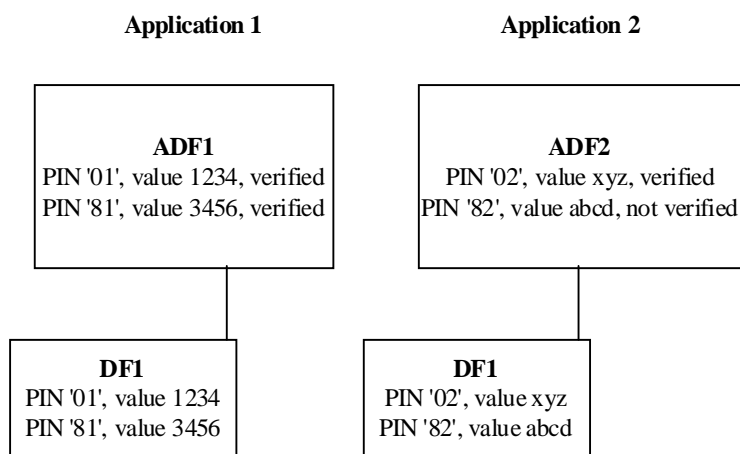 Application 1
Application 2
ADF1
PIN '01', value 1234, verified
PIN '81', value 3456, verified
ADF2
PIN '02', value xyz, verified
PIN '82', value abcd, not verified
DF1
PIN '01', value 1234
PIN '81', value 3456
DF1
PIN '02', value xyz
PIN '82', value abcd